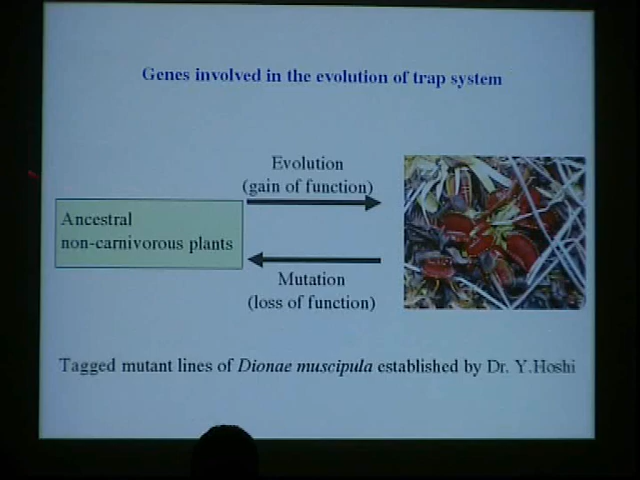 Genes involved in the evolution of trap system
Evolution
(gain of function)
Ancestral
non-carnivorous plants
Mutation
(loss of function)
Tagged mutant lines of Dionae muscipula established by Dr. Y.Hoshi